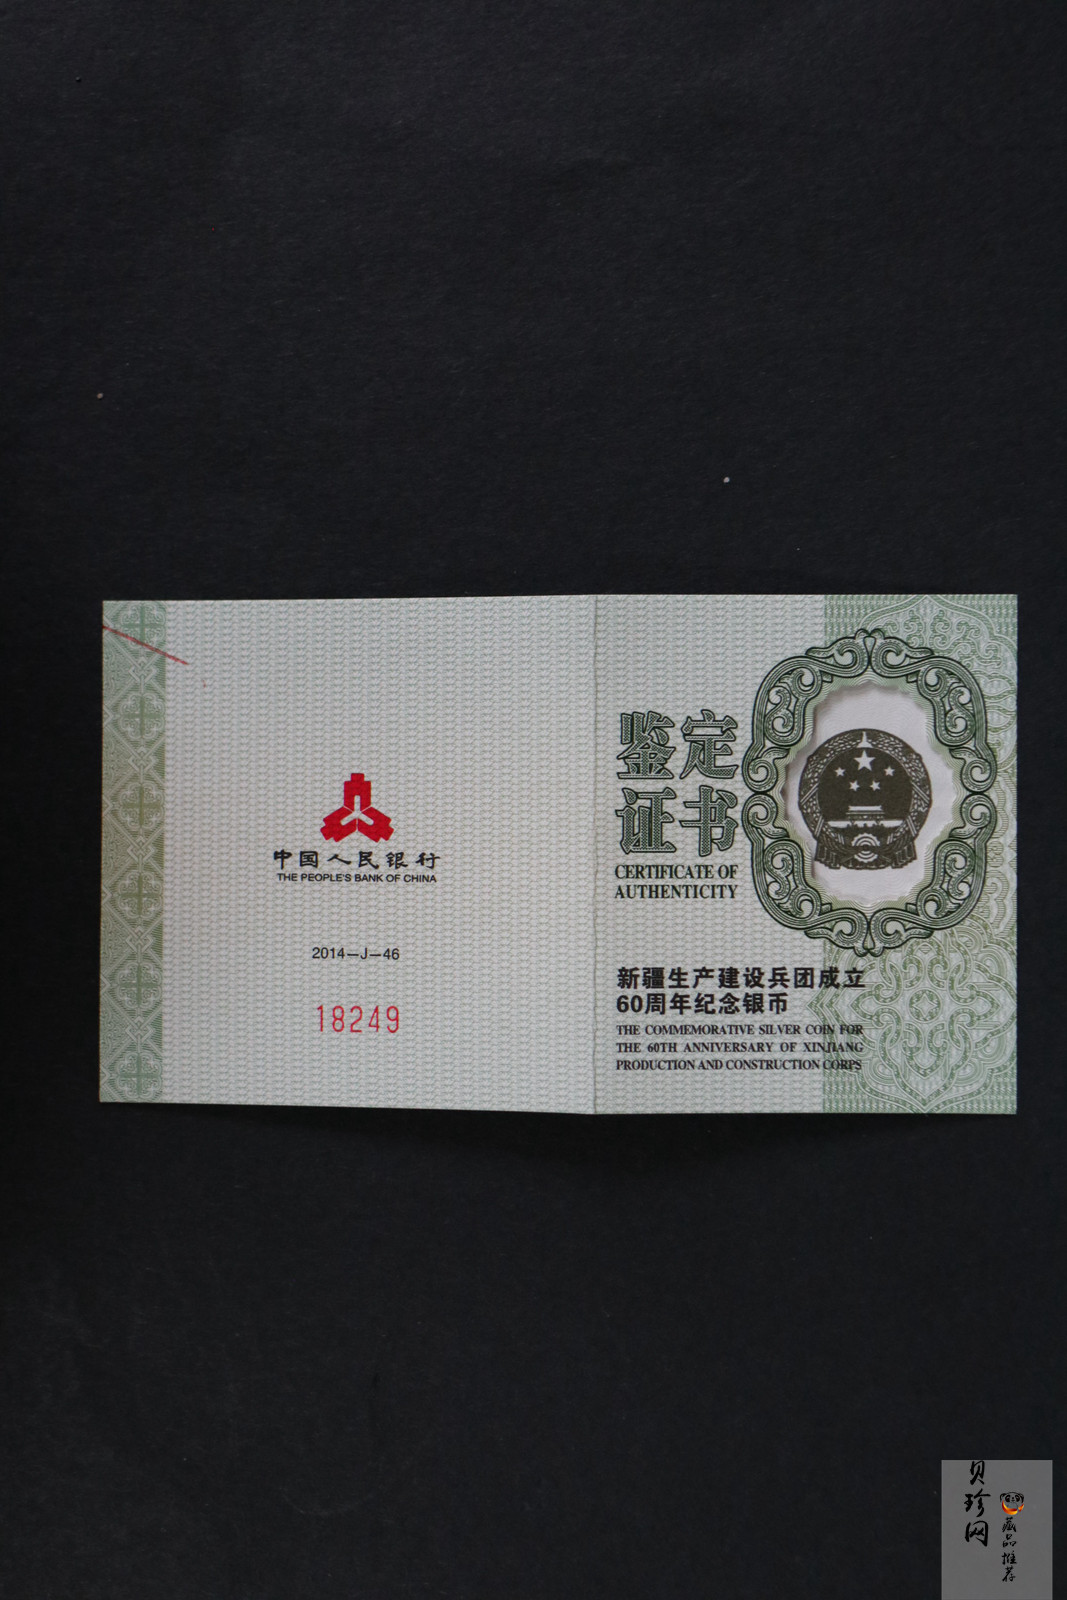 中国人民银行
THE PEOPLE'S BANK OF CHINA
2014-J-46
18249
鉴定
证书
CERTIFICATE OF
AUTHENTICITY
新疆生产建设兵团成立
60周年纪念银币
THE COMMEMORATIVE SILVER COIN FOR
THE 60TH ANNIVERSARY OF XINJIANG
PRODUCTION AND CONSTRUCTION CORPS
贝珍网
藏品推荐